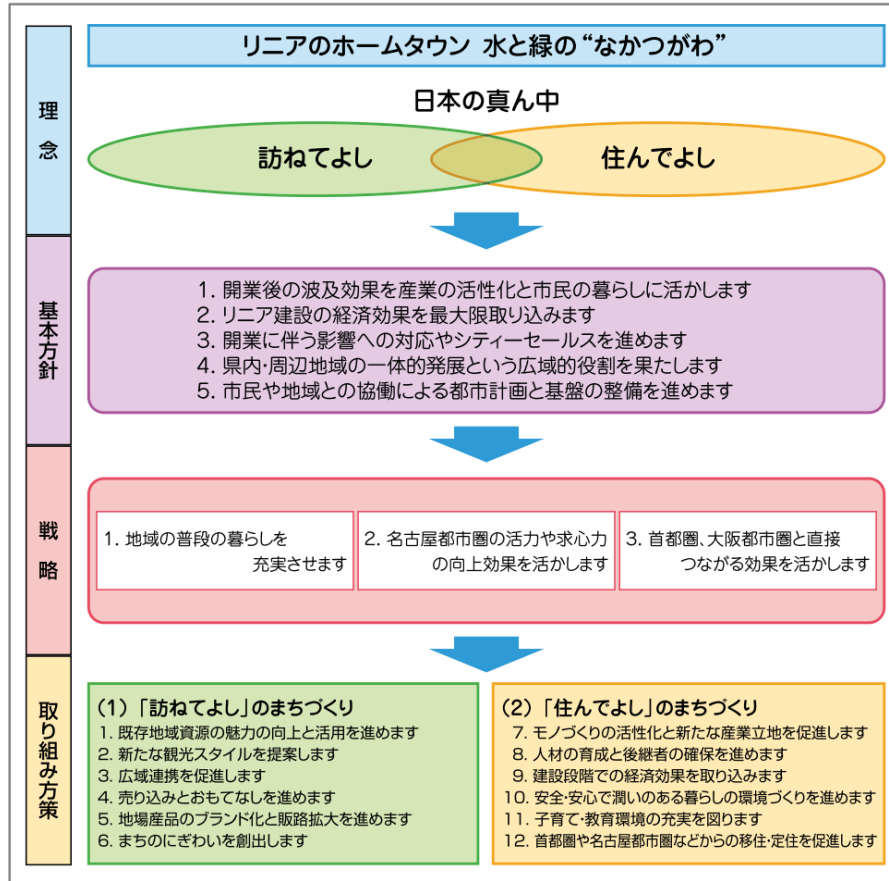 リニアのホームタウン 水と緑の“なかつがわ”
理念
日本の真ん中
訪ねてよし
住んでよし
基本方針
1. 開業後の波及効果を産業の活性化と市民の暮らしに活かします
2. リニア建設の経済効果を最大限取り込みます
3. 開業に伴う影響への対応やシティーセールスを進めます
4. 県内・周辺地域の一体的発展という広域的役割を果たします
5. 市民や地域との協働による都市計画と基盤の整備を進めます
戦略
1. 地域の普段の暮らしを
充実させます
2. 名古屋都市圏の活力や求心力
の向上効果を活かします
3. 首都圏、大阪都市圏と直接
つながる効果を活かします
取り組み方策
(1)「訪ねてよし」のまちづくり
1. 既存地域資源の魅力の向上と活用を進めます
2. 新たな観光スタイルを提案します
3. 広域連携を促進します
4. 売り込みとおもてなしを進めます
5. 地場産品のブランド化と販路拡大を進めます
6. まちのにぎわいを創出します
(2)「住んでよし」のまちづくり
7. モノづくりの活性化と新たな産業立地を促進します
8. 人材の育成と後継者の確保を進めます
9. 建設段階での経済効果を取り込みます
10. 安全・安心で潤いのある暮らしの環境づくりを進めます
11. 子育て・教育環境の充実を図ります
12. 首都圏や名古屋都市圏などからの移住・定住を促進します